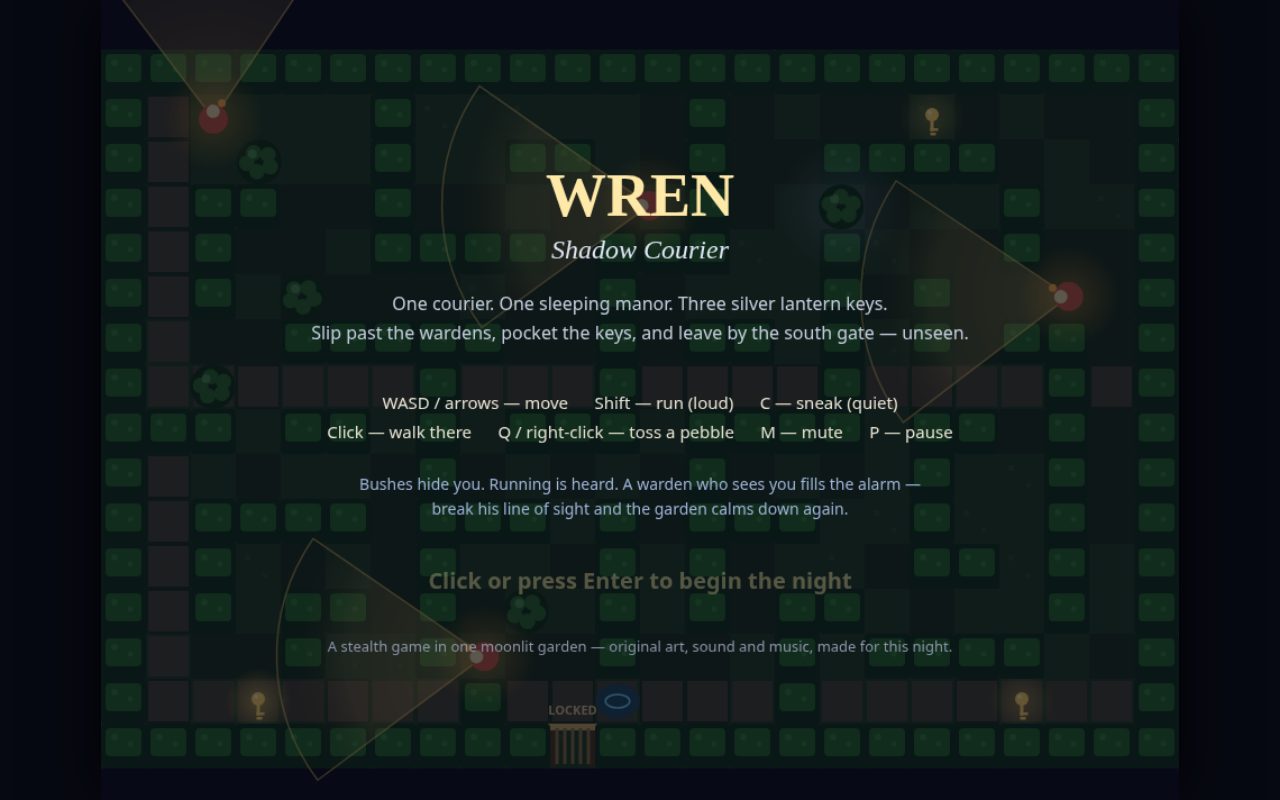 WREN
Shadow Courier
One courier. One sleeping manor. Three silver lantern keys.
Slip past the wardens, pocket the keys, and leave by the south gate — unseen.
WASD / arrows — move Shift — run (loud) C — sneak (quiet)
Click — walk there Q / right-click — toss a pebble M — mute P — pause
Bushes hide you. Running is heard. A warden who sees you fills the alarm —
break his line of sight and the garden calms down again.
Click or press Enter to begin the night
A stealth game in one moonlit garden — original art, sound and music, made for this night.
LOCKED